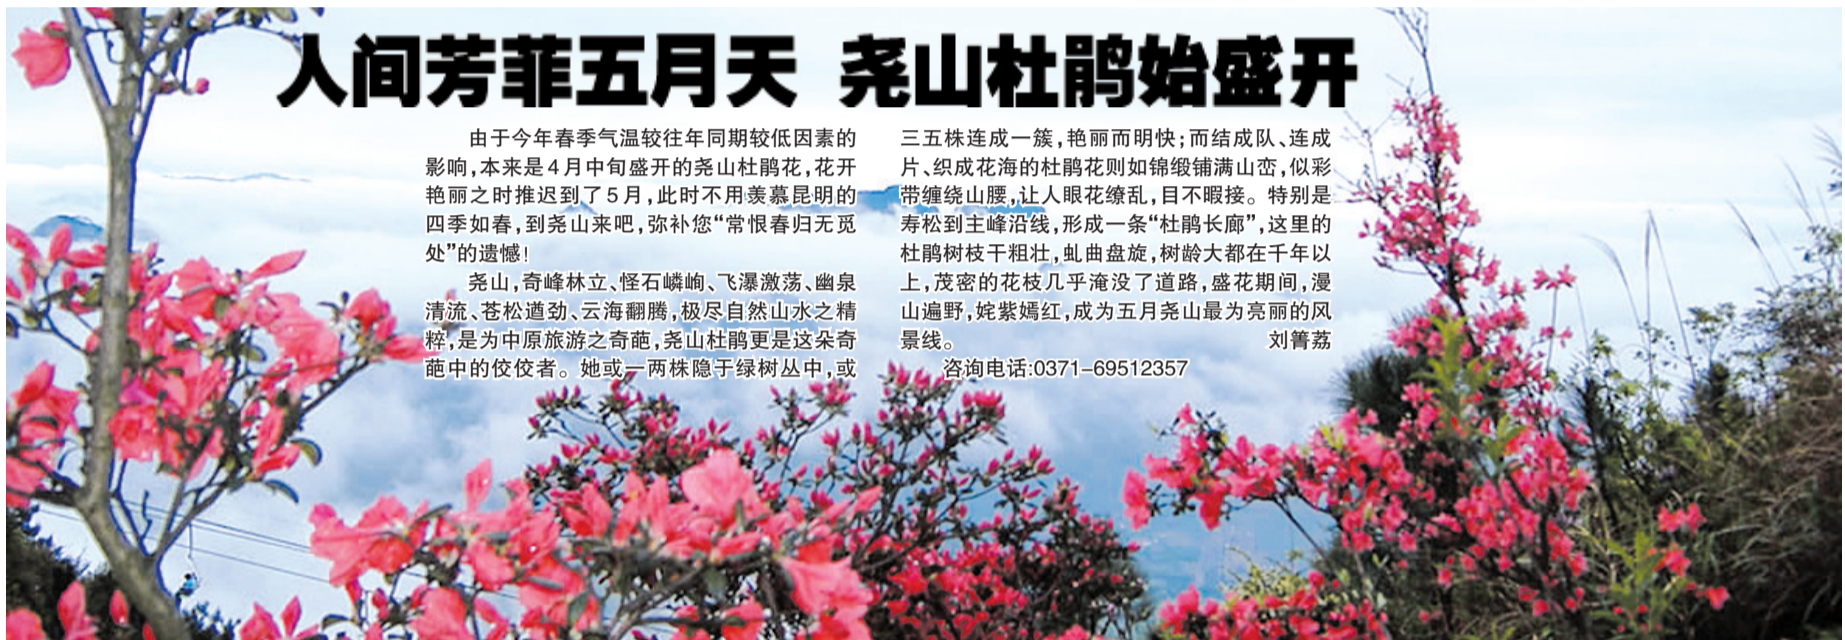 人间芳菲五月天 尧山杜鹃始盛开
由于今年春季气温较往年同期较低因素的
影响,本来是4月中旬盛开的尧山杜鹃花,花开
艳丽之时推迟到了5月,此时不用羡慕昆明的
四季如春,到尧山来吧,弥补您“常恨春归无觅
处”的遗憾!
尧山,奇峰林立、怪石嶙峋、飞瀑激荡、幽泉
清流、苍松遒劲、云海翻腾,极尽自然山水之精
粹,是为中原旅游之奇葩,尧山杜鹃更是这朵奇
葩中的佼佼者。她或一两株隐于绿树丛中,或
三五株连成一簇,艳丽而明快;而结成队、连成
片、织成花海的杜鹃花则如锦缎铺满山峦,似彩
带缠绕山腰,让人眼花缭乱,目不暇接。特别是
寿松到主峰沿线,形成一条“杜鹃长廊”,这里的
杜鹃树枝干粗壮,虬曲盘旋,树龄大都在千年以
上,茂密的花枝几乎淹没了道路,盛花期间,漫
山遍野,姹紫嫣红,成为五月尧山最为亮丽的风
景线。 刘箐荔
咨询电话:0371-69512357